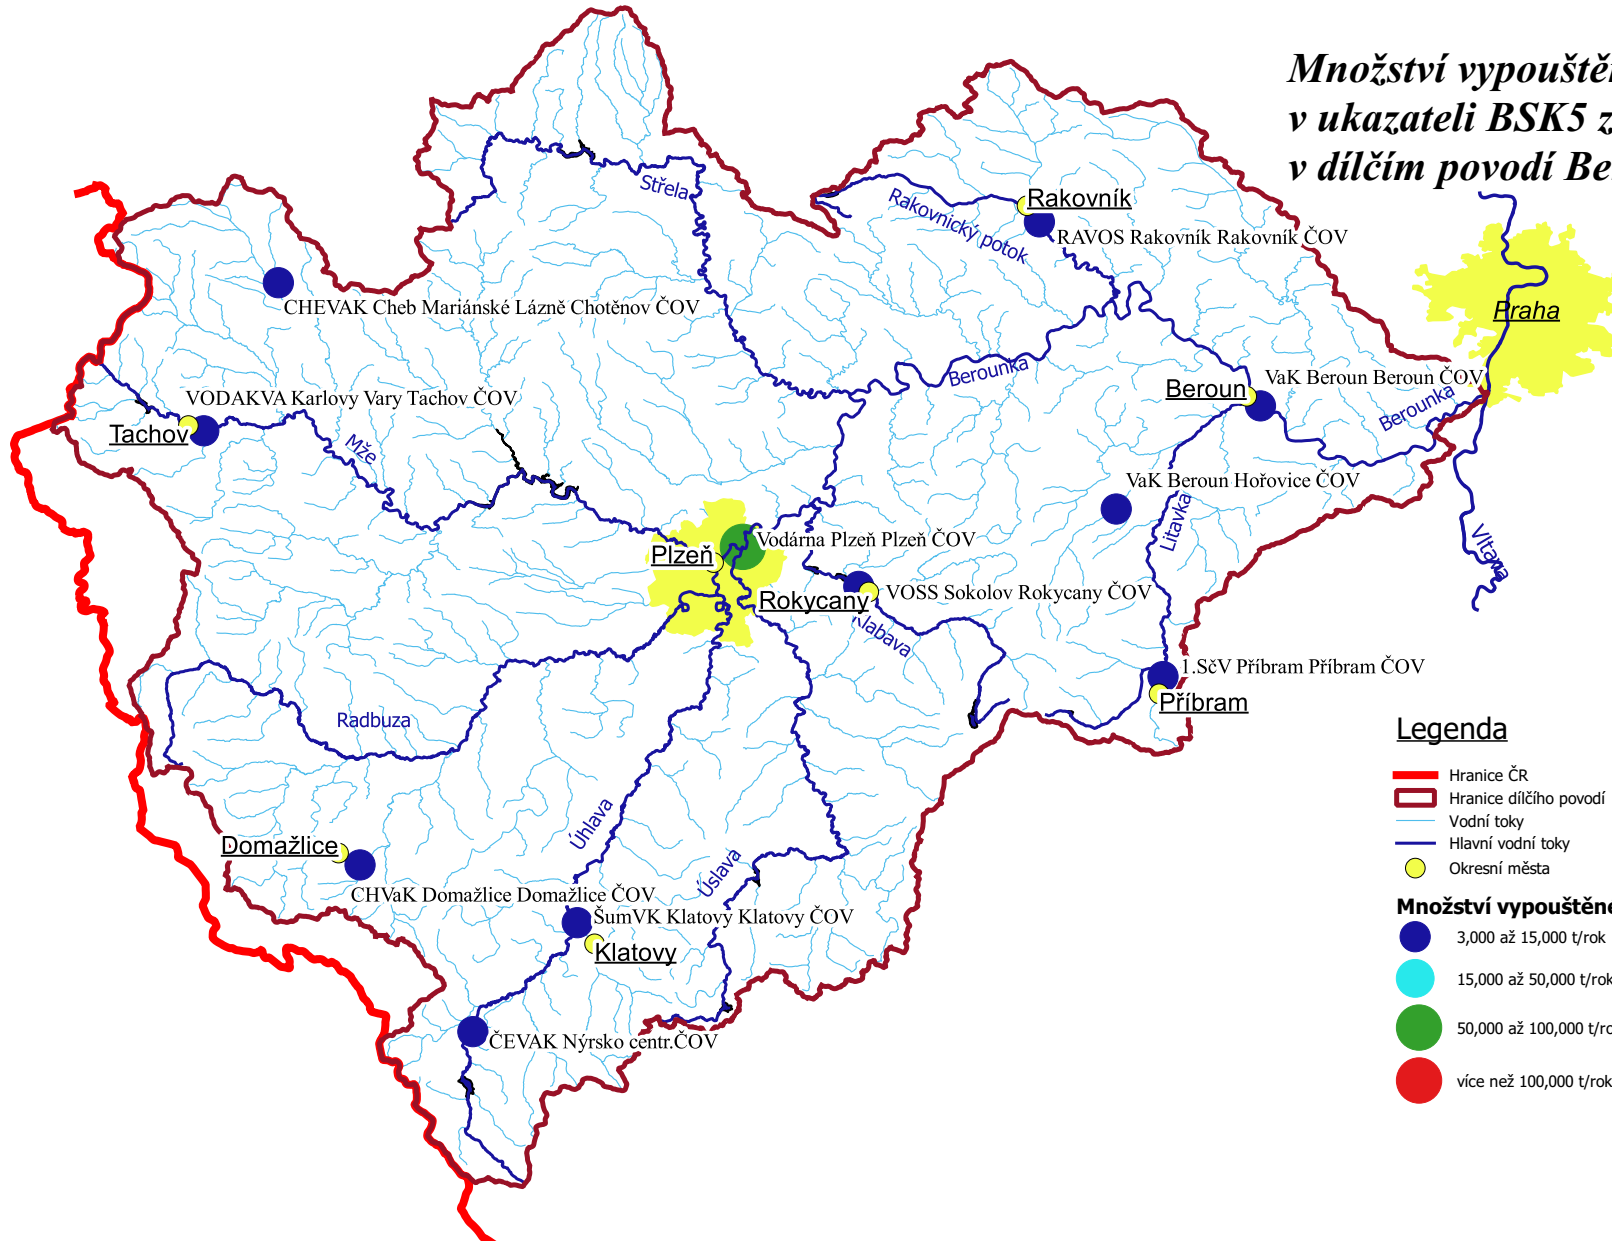 Množství vypouštěn
v ukazateli BSK5 z
v dílčím povodí Be
Střela
Rakovník
Rakovnický potok
RAVOS Rakovník Rakovník ČOV
CHEVAK Cheb Mariánské Lázně Chotěnov ČOV
Praha
Berounka
Beroun
VaK Beroun Beroun ČOV
Berounka
VODAKVA Karlovy Vary Tachov ČOV
Tachov
Mže
VaK Beroun Hořovice ČOV
Litavka
Vltava
Vodárna Plzeň Plzeň ČOV
Plzeň
Rokycany
VOSS Sokolov Rokycany ČOV
Klabava
1.SčV Příbram Příbram ČOV
Příbram
Radbuza
Úhlava
Úslava
Domažlice
CHVaK Domažlice Domažlice ČOV
ŠumVK Klatovy Klatovy ČOV
Klatovy
ČEVAK Nýrsko centr.ČOV
Legenda
Hranice ČR
Hranice dílčího povodí
Vodní toky
Hlavní vodní toky
Okresní města
Množství vypouštěné
3,000 až 15,000 t/rok
15,000 až 50,000 t/rok
50,000 až 100,000 t/ro
více než 100,000 t/rok